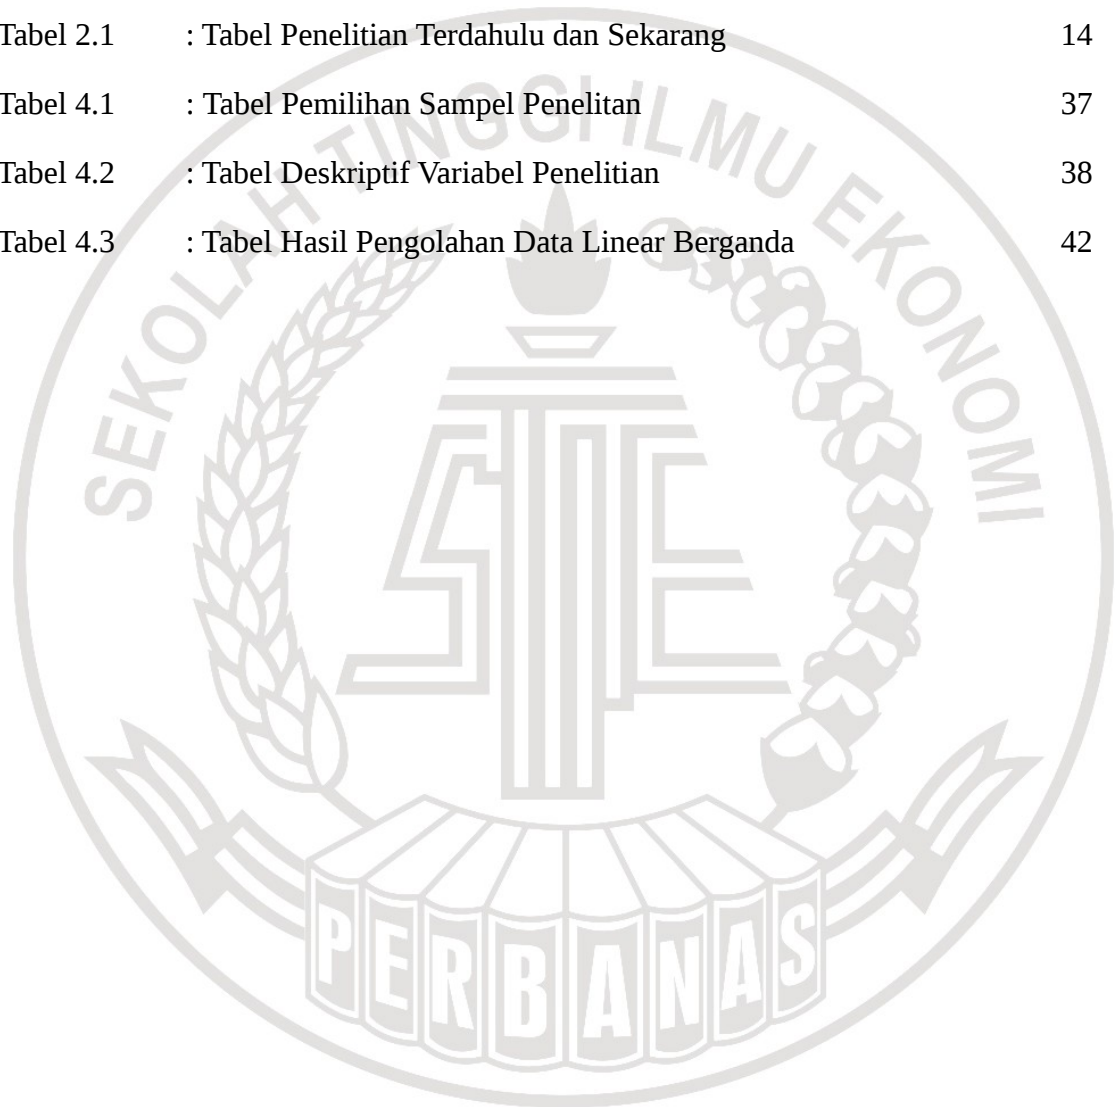 Tabel 2.1 : Tabel Penelitian Terdahulu dan Sekarang 14
Tabel 4.1 : Tabel Pemilihan Sampel Penelitan 37
Tabel 4.2 : Tabel Deskriptif Variabel Penelitian 38
Tabel 4.3 : Tabel Hasil Pengolahan Data Linear Berganda 42
SEKOLAH TINGGI ILMU EKONOMI
STIE
PERBANAS